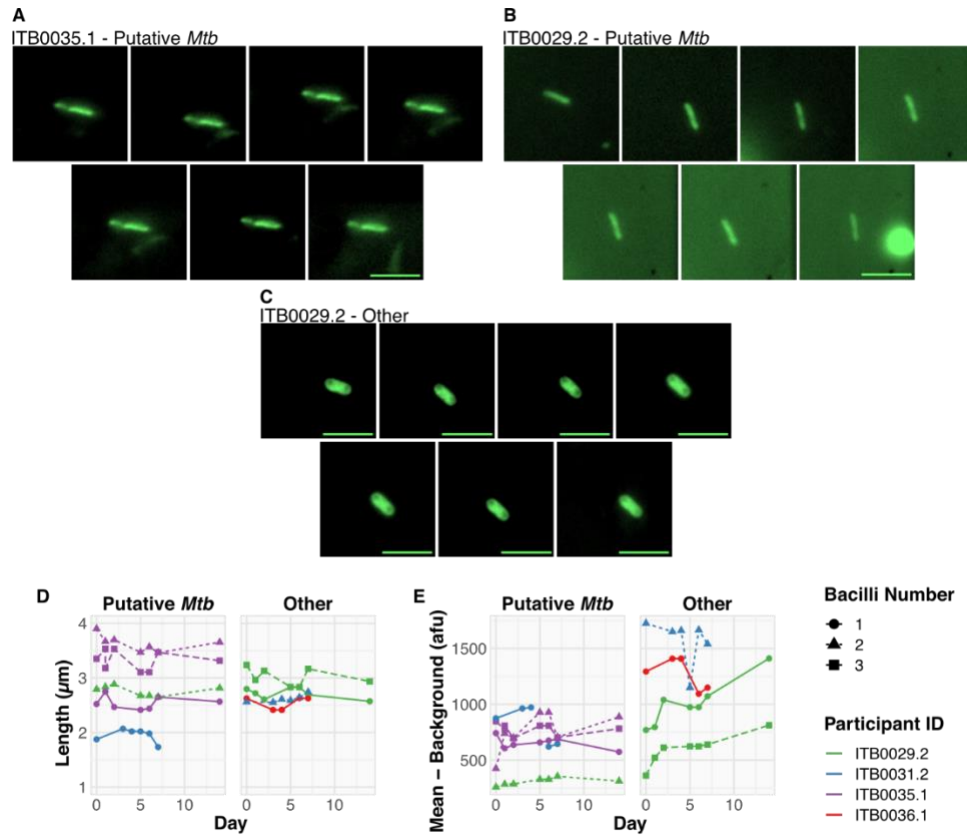 A
ITB0035.1 - Putative Mtb
B
ITB0029.2 - Putative Mtb
C
ITB0029.2 - Other
D
Putative Mtb
Other
Length (µm)
4
3
2
1
0 5 10
0 5 10
Day
E
Putative Mtb
Other
Mean − Background (afu)
1500
1000
500
0 5 10
0 5 10
Day
Bacilli Number
1
2
3
Participant ID
ITB0029.2
ITB0031.2
ITB0035.1
ITB0036.1